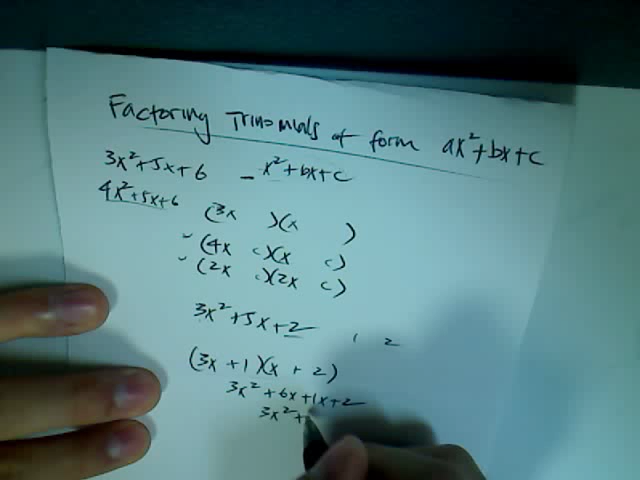 Factoring Trinomials of form ax²+bx+c
3x²+5x+6 - x²+bx+c
4x²+5x+6
(3x )(x )
(4x )(x )
(2x )(2x )
3x²+5x+2
1 2
(3x+1)(x+2)
3x²+6x+1x+2
3x²+